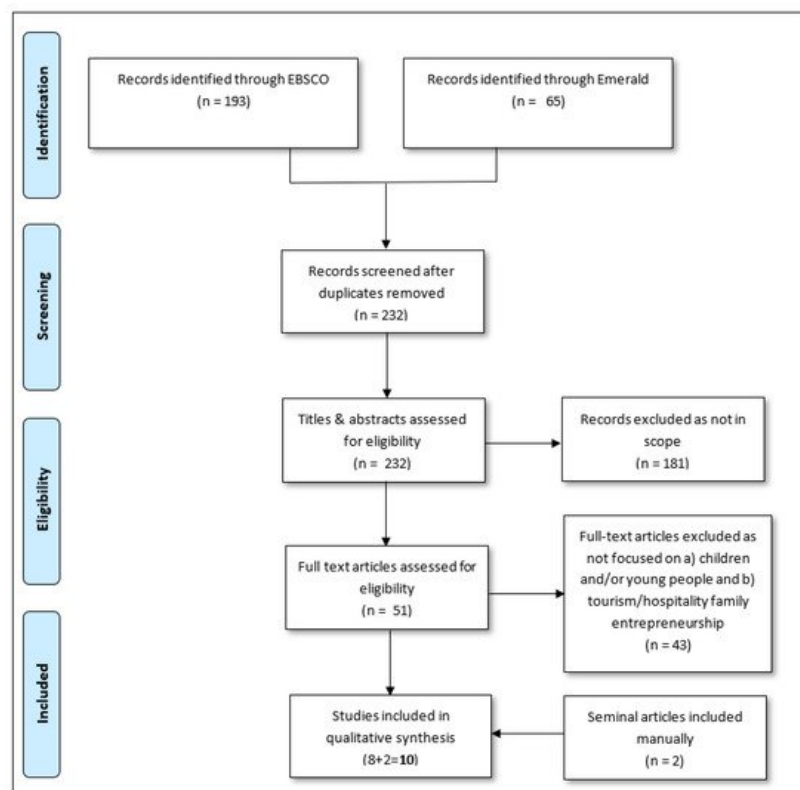 Identification
Records identified through EBSCO
(n = 193)
Records identified through Emerald
(n = 65)
Screening
Records screened after
duplicates removed
(n = 232)
Eligibility
Titles & abstracts assessed
for eligibility
(n = 232)
Records excluded as not in
scope
(n = 181)
Full text articles assessed for
eligibility
(n = 51)
Full-text articles excluded as
not focused on a) children
and/or young people and b)
tourism/hospitality family
entrepreneurship
(n = 43)
Included
Studies included in
qualitative synthesis
(8+2=10)
Seminal articles included
manually
(n = 2)